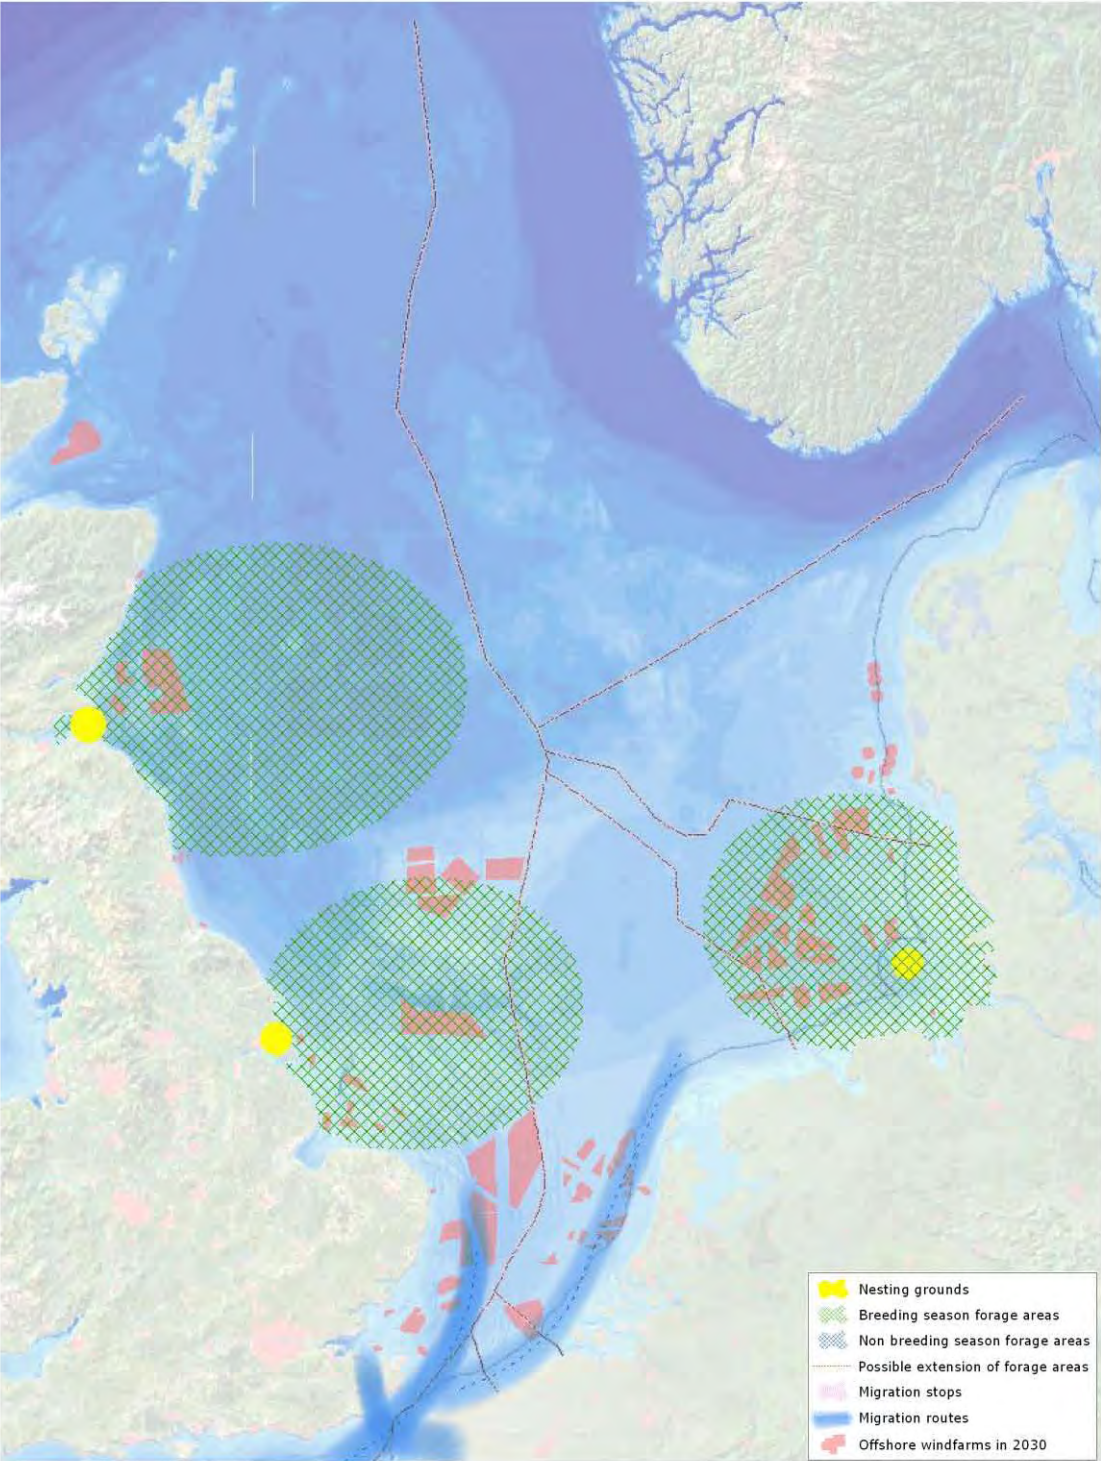 Nesting grounds
Breeding season forage areas
Non breeding season forage areas
Possible extension of forage areas
Migration stops
Migration routes
Offshore windfarms in 2030